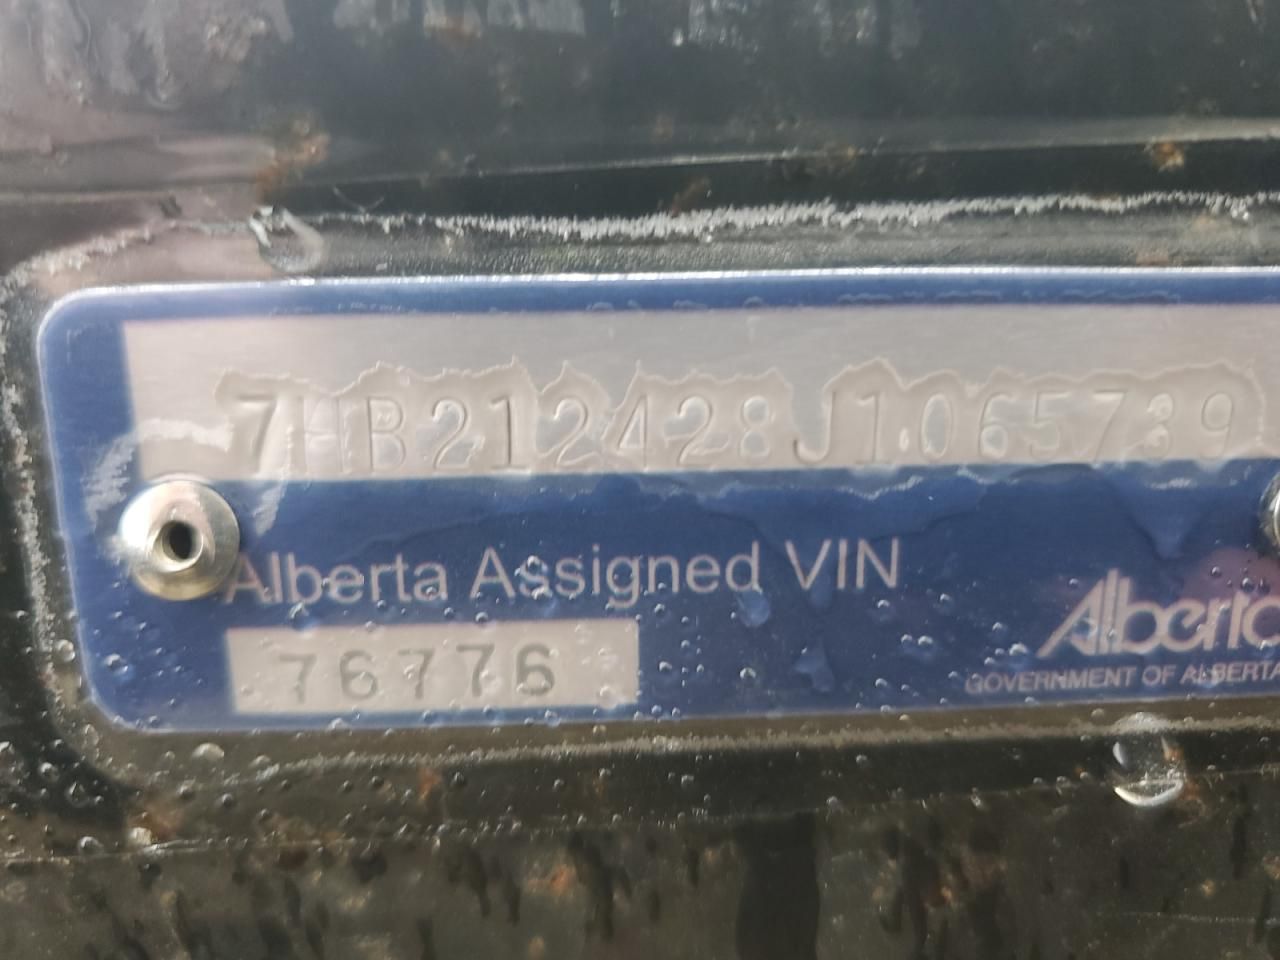 7HB212428J1065739
Alberta Assigned VIN
Alberta
GOVERNMENT OF ALBERTA
76776